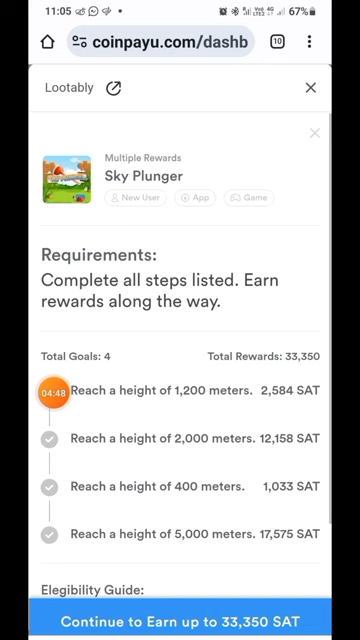 11:05
Vo) LTE2
4G
67%
coinpayu.com/dashb
10
Lootably
Multiple Rewards
Sky Plunger
New User
App
Game
Requirements:
Complete all steps listed. Earn
rewards along the way.
Total Goals: 4 Total Rewards: 33,350
04:48
Reach a height of 1,200 meters. 2,584 SAT
Reach a height of 2,000 meters. 12,158 SAT
Reach a height of 400 meters. 1,033 SAT
Reach a height of 5,000 meters. 17,575 SAT
Elegibility Guide:
Continue to Earn up to 33,350 SAT